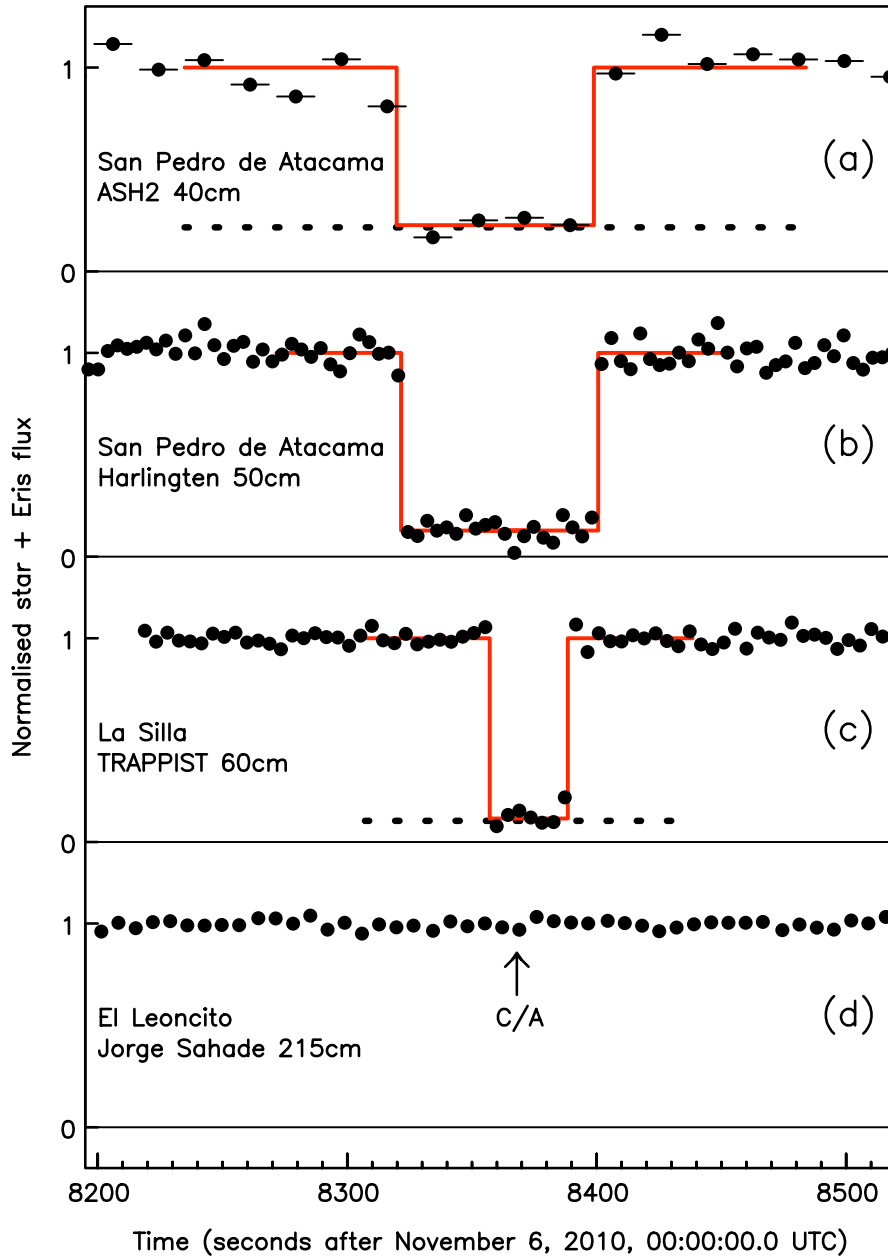 1
San Pedro de Atacama
ASH2 40cm
(a)
0
1
San Pedro de Atacama
Harlingten 50cm
(b)
0
1
La Silla
TRAPPIST 60cm
(c)
0
1
El Leoncito
Jorge Sahade 215cm
C/A
(d)
0
Normalised star + Eris flux
8200 8300 8400 8500
Time (seconds after November 6, 2010, 00:00:00.0 UTC)